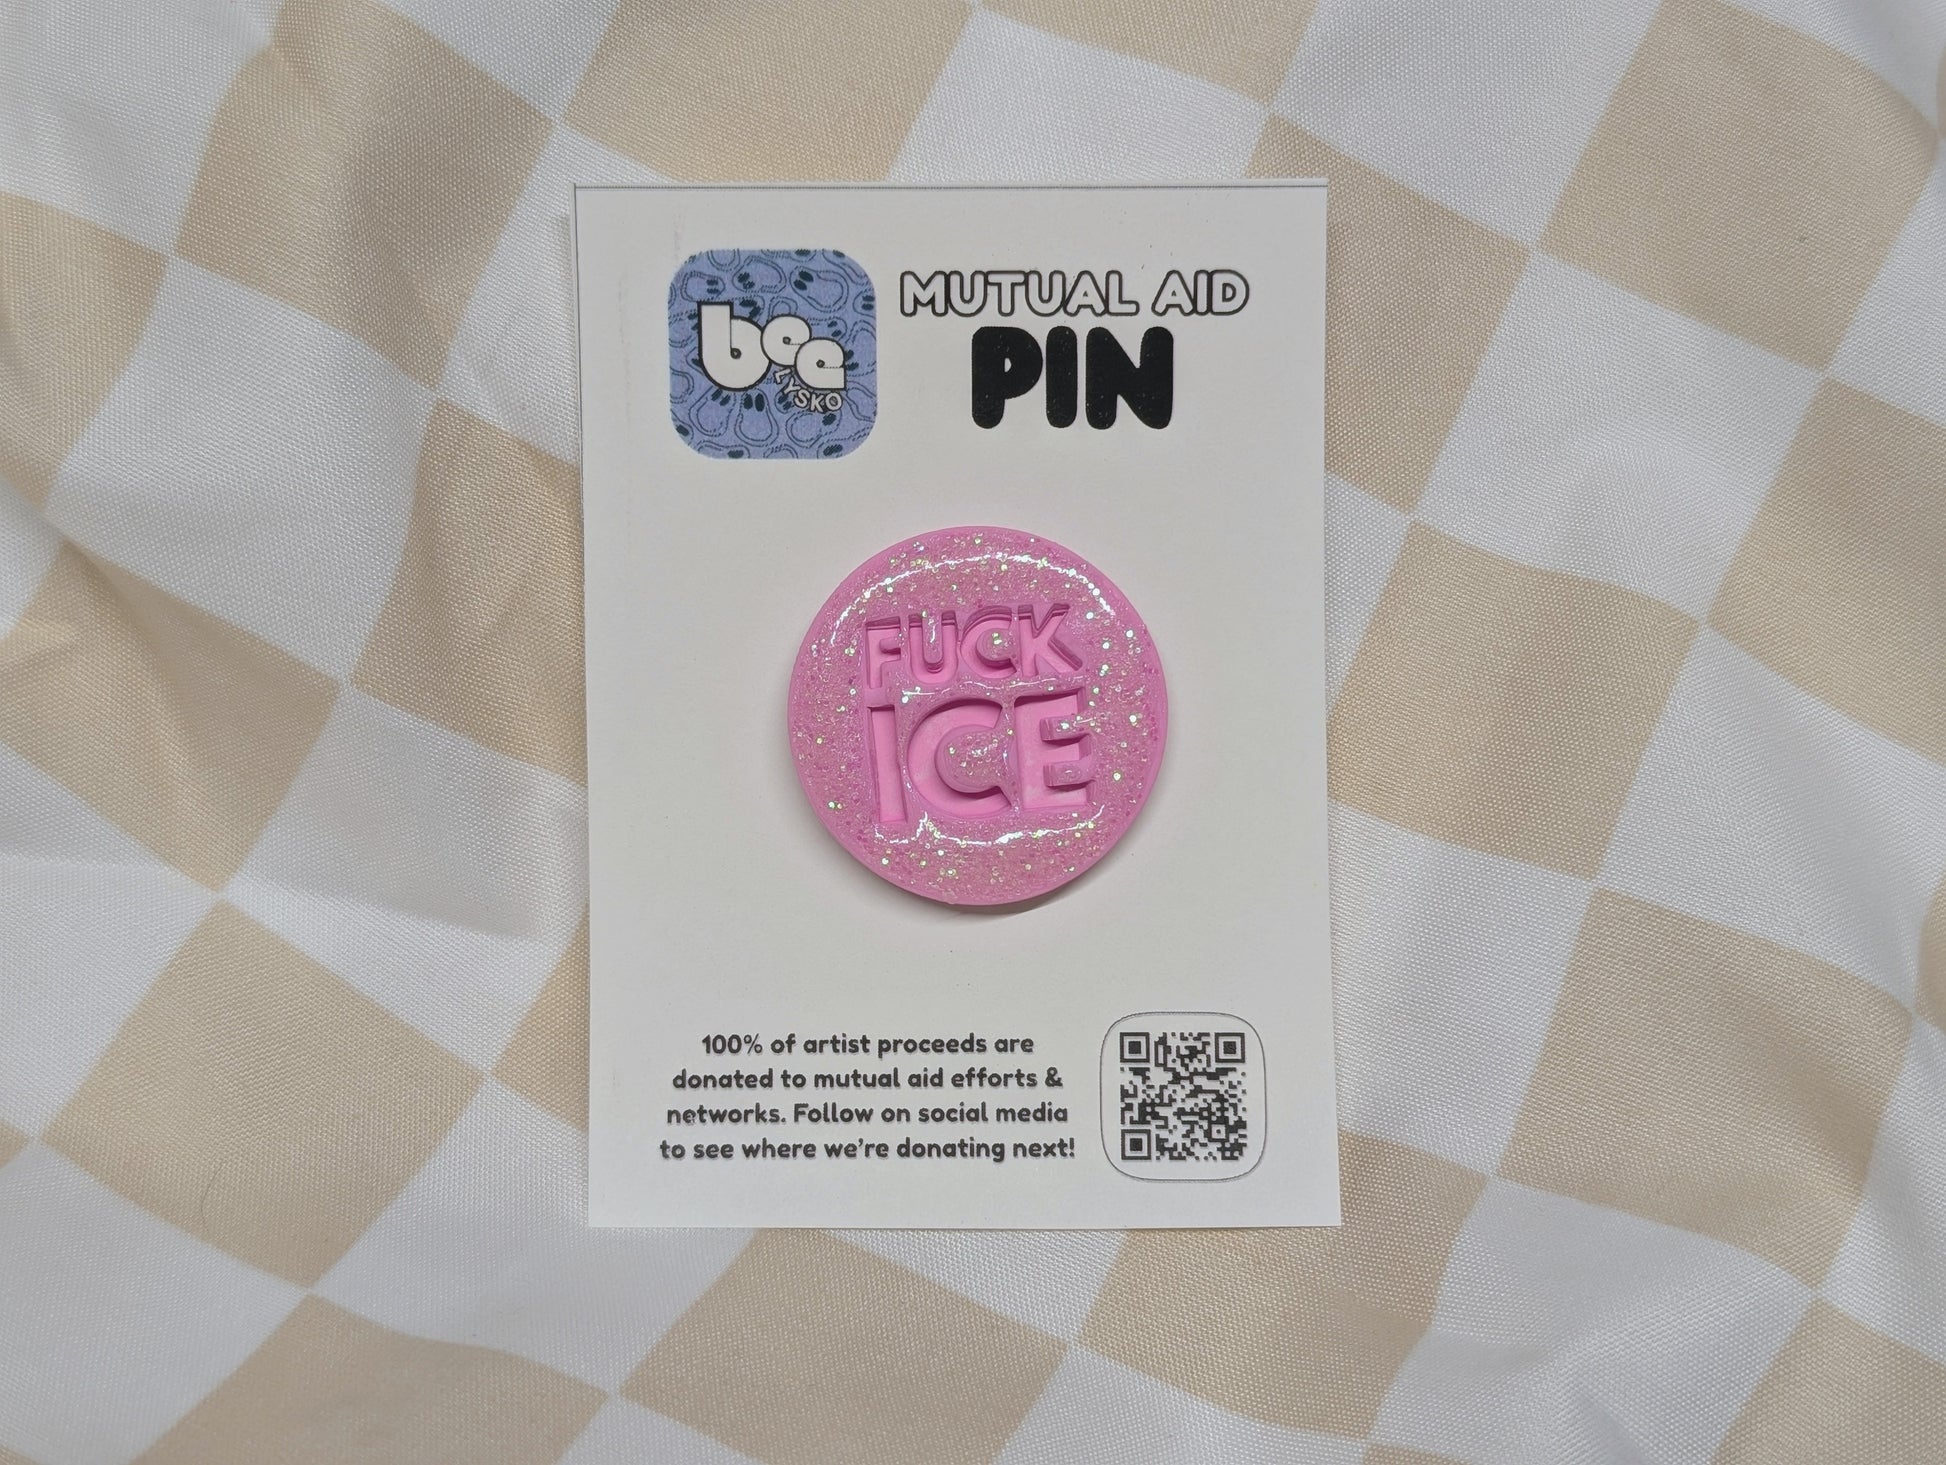 bee
LYSKO
MUTUAL AID
PIN
FUCK
ICE
100% of artist proceeds are
donated to mutual aid efforts &
networks. Follow on social media
to see where we're donating next!